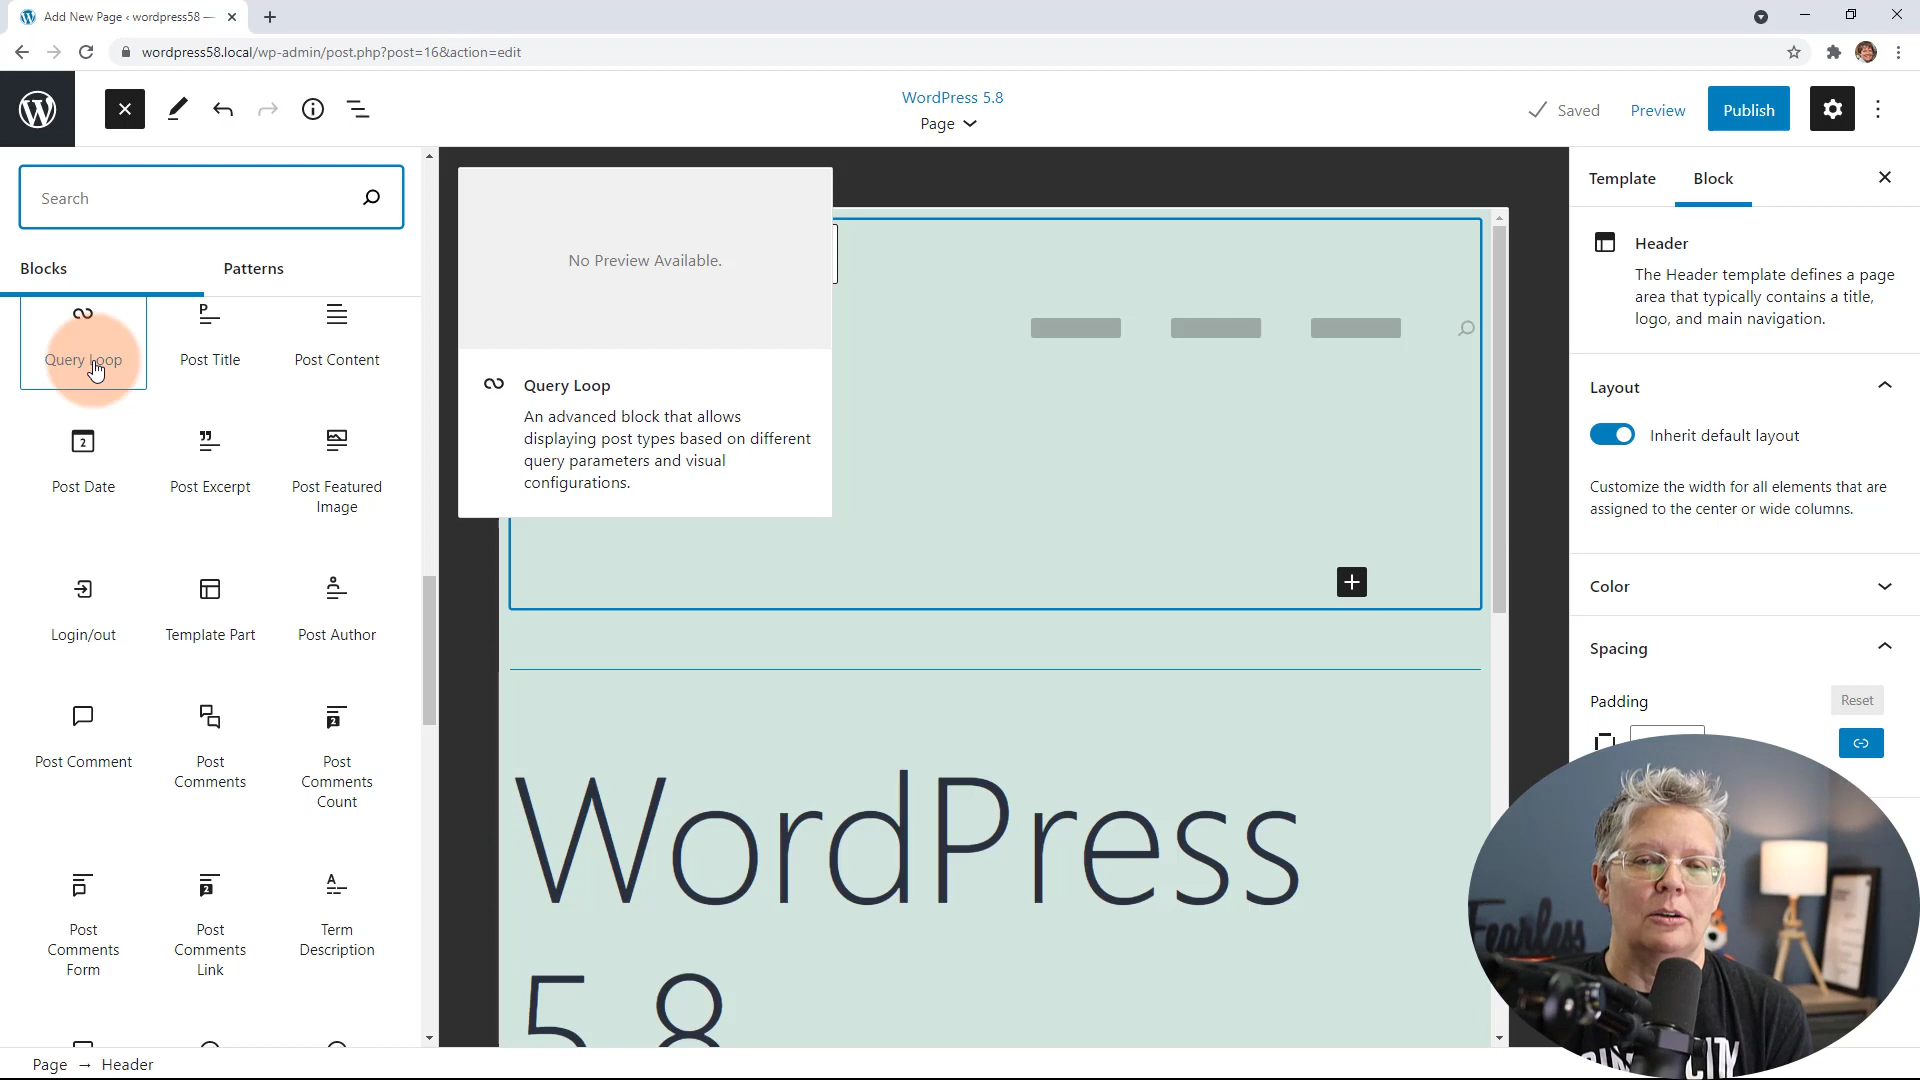 Add New Page ‹ wordpress58 —
wordpress58.local/wp-admin/post.php?post=16&action=edit
WordPress 5.8
Page
Saved
Preview
Publish
Search
Blocks
Patterns
Query Loop
Post Title
Post Content
Post Date
Post Excerpt
Post Featured
Image
Login/out
Template Part
Post Author
Post Comment
Post
Comments
Post
Comments
Count
Post
Comments
Form
Post
Comments
Link
Term
Description
No Preview Available.
Query Loop
An advanced block that allows
displaying post types based on different
query parameters and visual
configurations.
WordPress
5.8
Template
Block
Header
The Header template defines a page
area that typically contains a title,
logo, and main navigation.
Layout
Inherit default layout
Customize the width for all elements that are
assigned to the center or wide columns.
Color
Spacing
Padding
Reset
Fearless
CITY
Page → Header